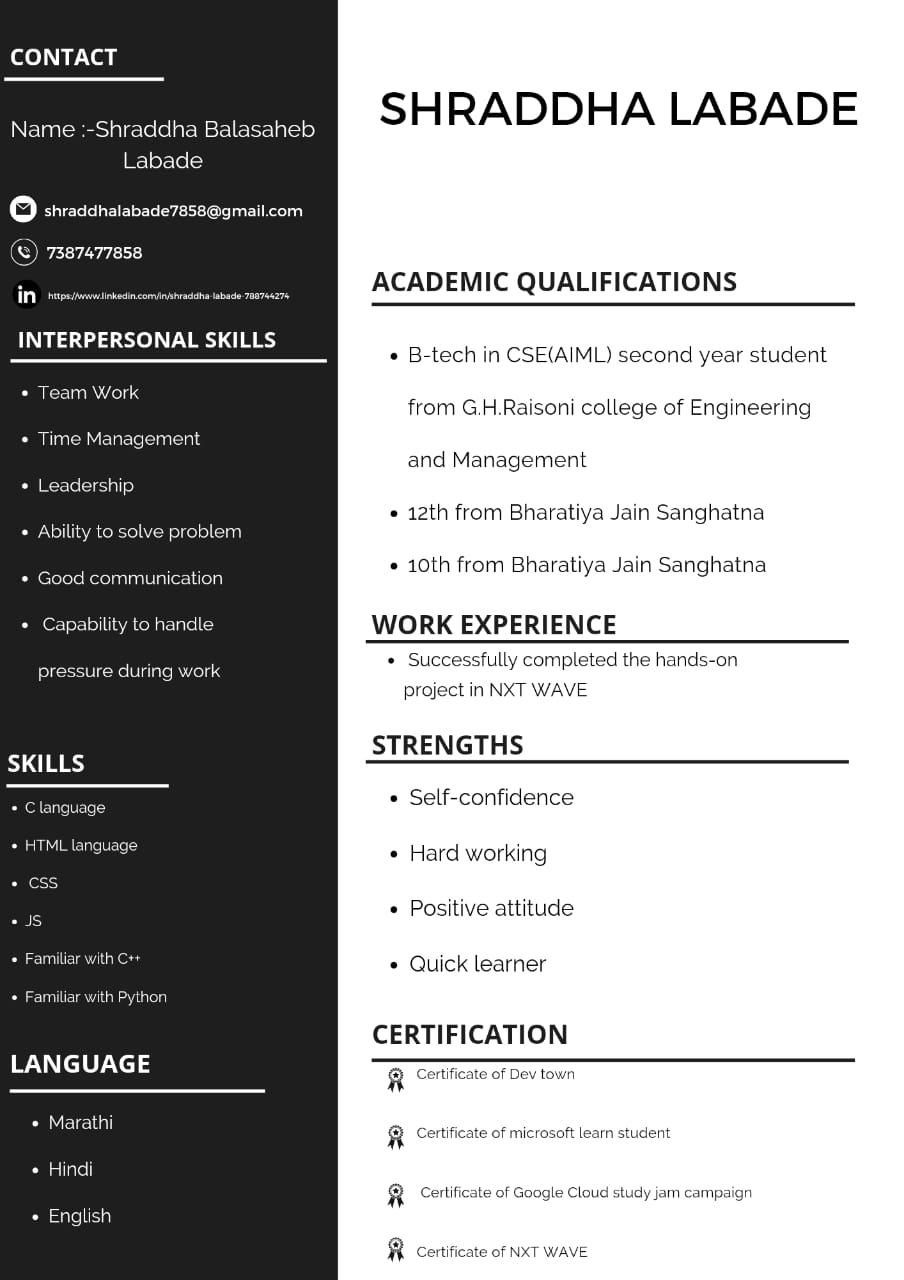 CONTACT
Name :-Shraddha Balasaheb
Labade
shraddhalabade7858@gmail.com
7387477858
in https://www.linkedin.com/in/shraddha-labade-788744274
INTERPERSONAL SKILLS
• Team Work
• Time Management
• Leadership
• Ability to solve problem
• Good communication
• Capability to handle
pressure during work
SKILLS
• C language
• HTML language
• CSS
• JS
• Familiar with C++
• Familiar with Python
LANGUAGE
• Marathi
• Hindi
• English
SHRADDHA LABADE
ACADEMIC QUALIFICATIONS
• B-tech in CSE(AIML) second year student
from G.H.Raisoni college of Engineering
and Management
• 12th from Bharatiya Jain Sanghatna
• 10th from Bharatiya Jain Sanghatna
WORK EXPERIENCE
• Successfully completed the hands-on
project in NXT WAVE
STRENGTHS
• Self-confidence
• Hard working
• Positive attitude
• Quick learner
CERTIFICATION
Certificate of Dev town
Certificate of microsoft learn student
Certificate of Google Cloud study jam campaign
Certificate of NXT WAVE